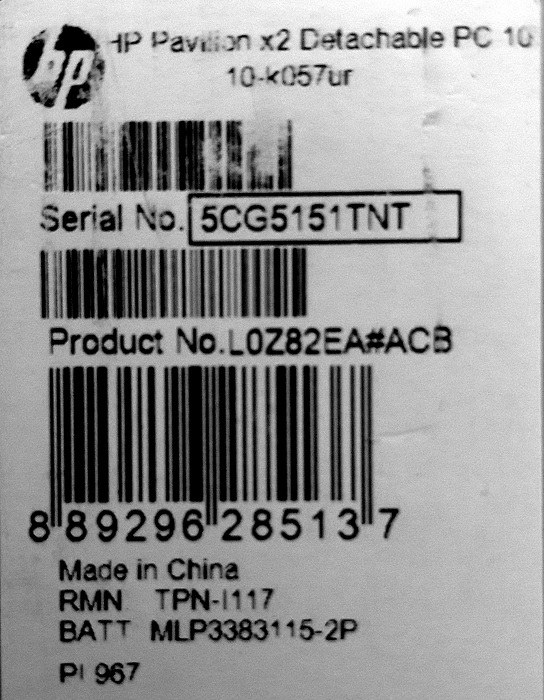 hp
HP Pavilion x2 Detachable PC 10
10-k057ur
Serial No. 5CG5151TNT
Product No.L0Z82EA#ACB
8 89296 28513 7
Made in China
RMN TPN-I117
BATT MLP3383115-2P
PI 967